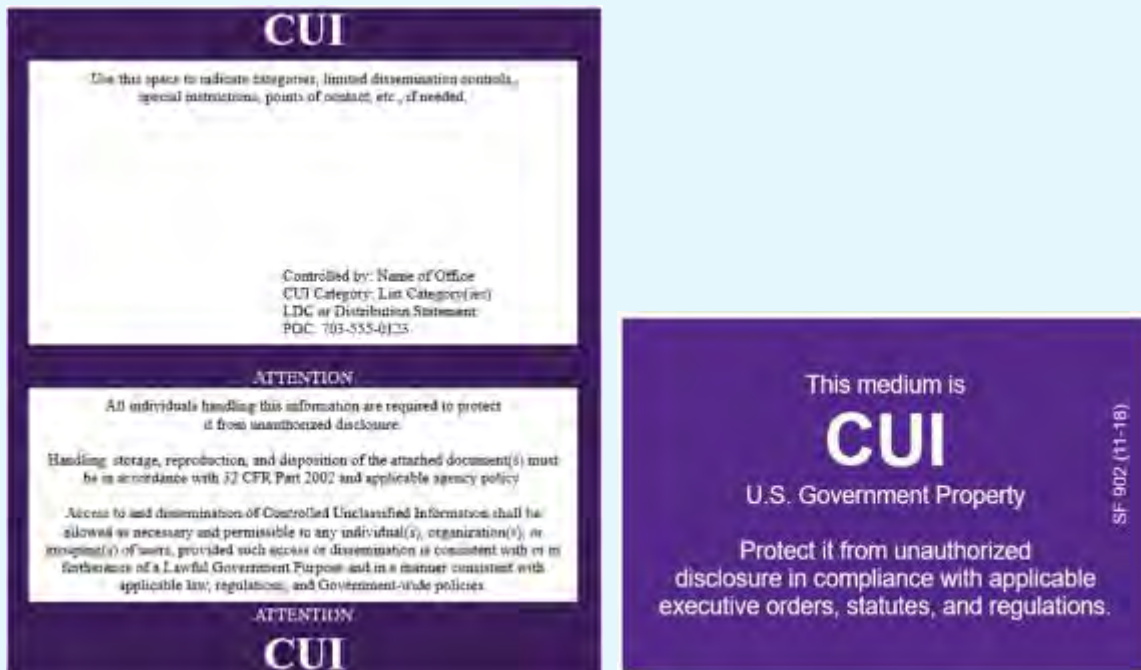 CUI
Use this space to indicate categories, limited dissemination controls,
special instructions, points of contact, etc., if needed.
Controlled by: Name of Office
CUI Category: List Category(ies)
LDC or Distribution Statement
POC: 703-555-0123
ATTENTION
All individuals handling this information are required to protect
it from unauthorized disclosure.
Handling, storage, reproduction, and disposition of the attached document(s) must
be in accordance with 32 CFR Part 2002 and applicable agency policy
Access to and dissemination of Controlled Unclassified Information shall be
allowed as necessary and permissible to any individual(s), organization(s), or
grouping(s) of users, provided such access or dissemination is consistent with or in
furtherance of a Lawful Government Purpose and in a manner consistent with
applicable law, regulations, and Government-wide policies
ATTENTION
CUI
This medium is
CUI
U.S. Government Property
Protect it from unauthorized
disclosure in compliance with applicable
executive orders, statutes, and regulations.
SF 902 (11-18)